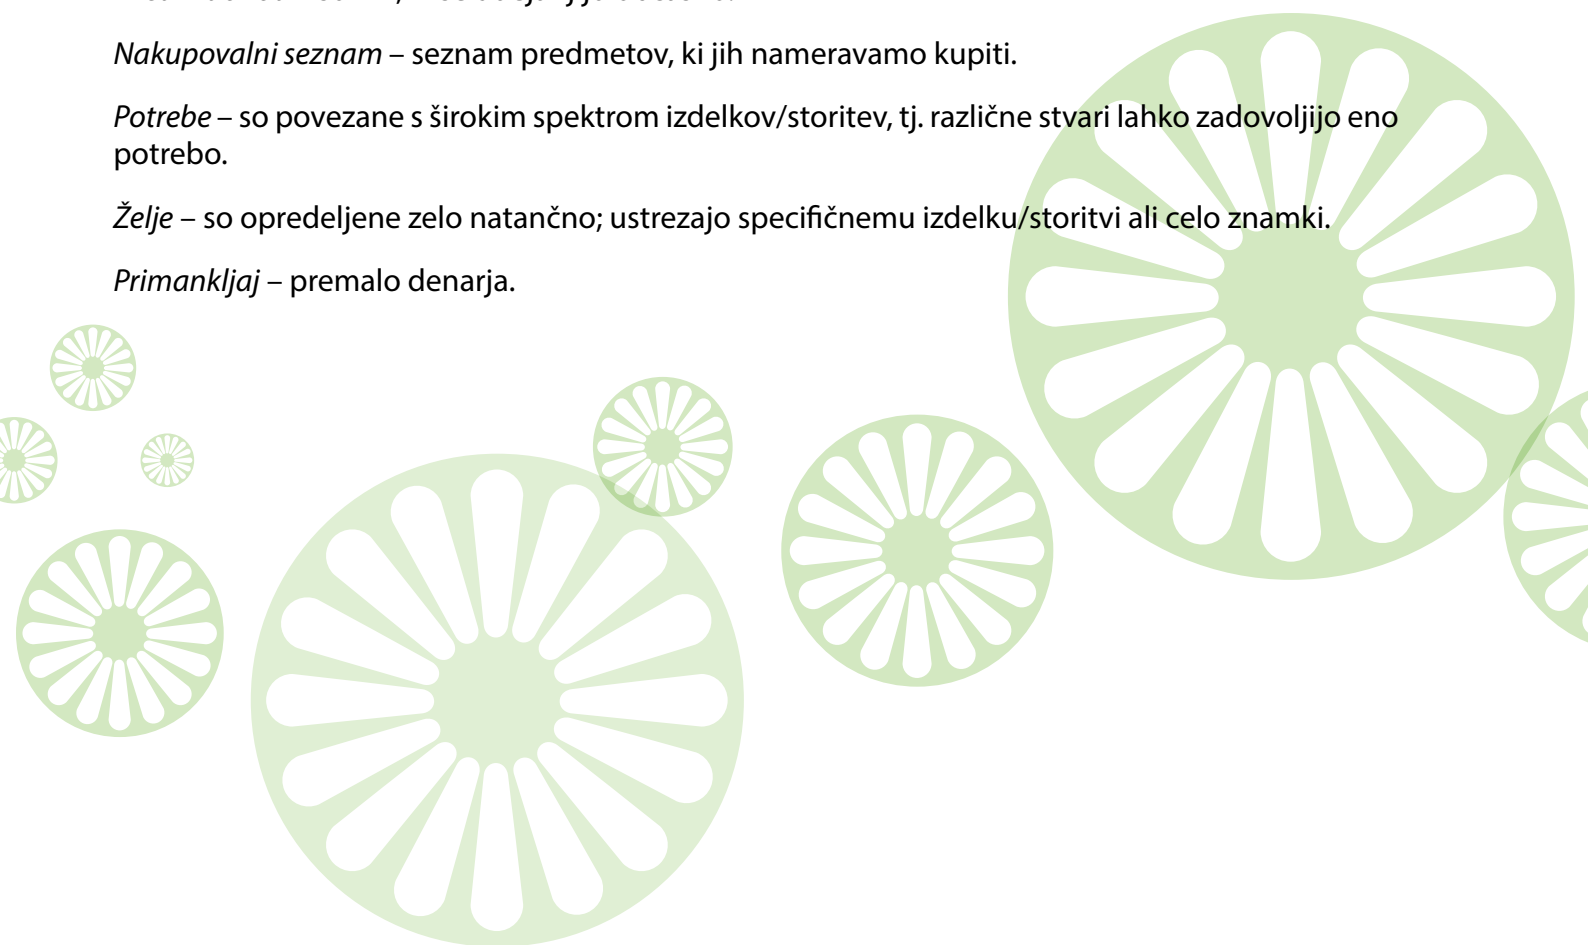 Nakupovalni seznam – seznam predmetov, ki jih nameravamo kupiti.
Potrebe – so povezane s širokim spektrom izdelkov/storitev, tj. različne stvari lahko zadovoljijo eno
potrebo.
Želje – so opredeljene zelo natančno; ustrezajo specifičnemu izdelku/storitvi ali celo znamki.
Primankljaj – premalo denarja.